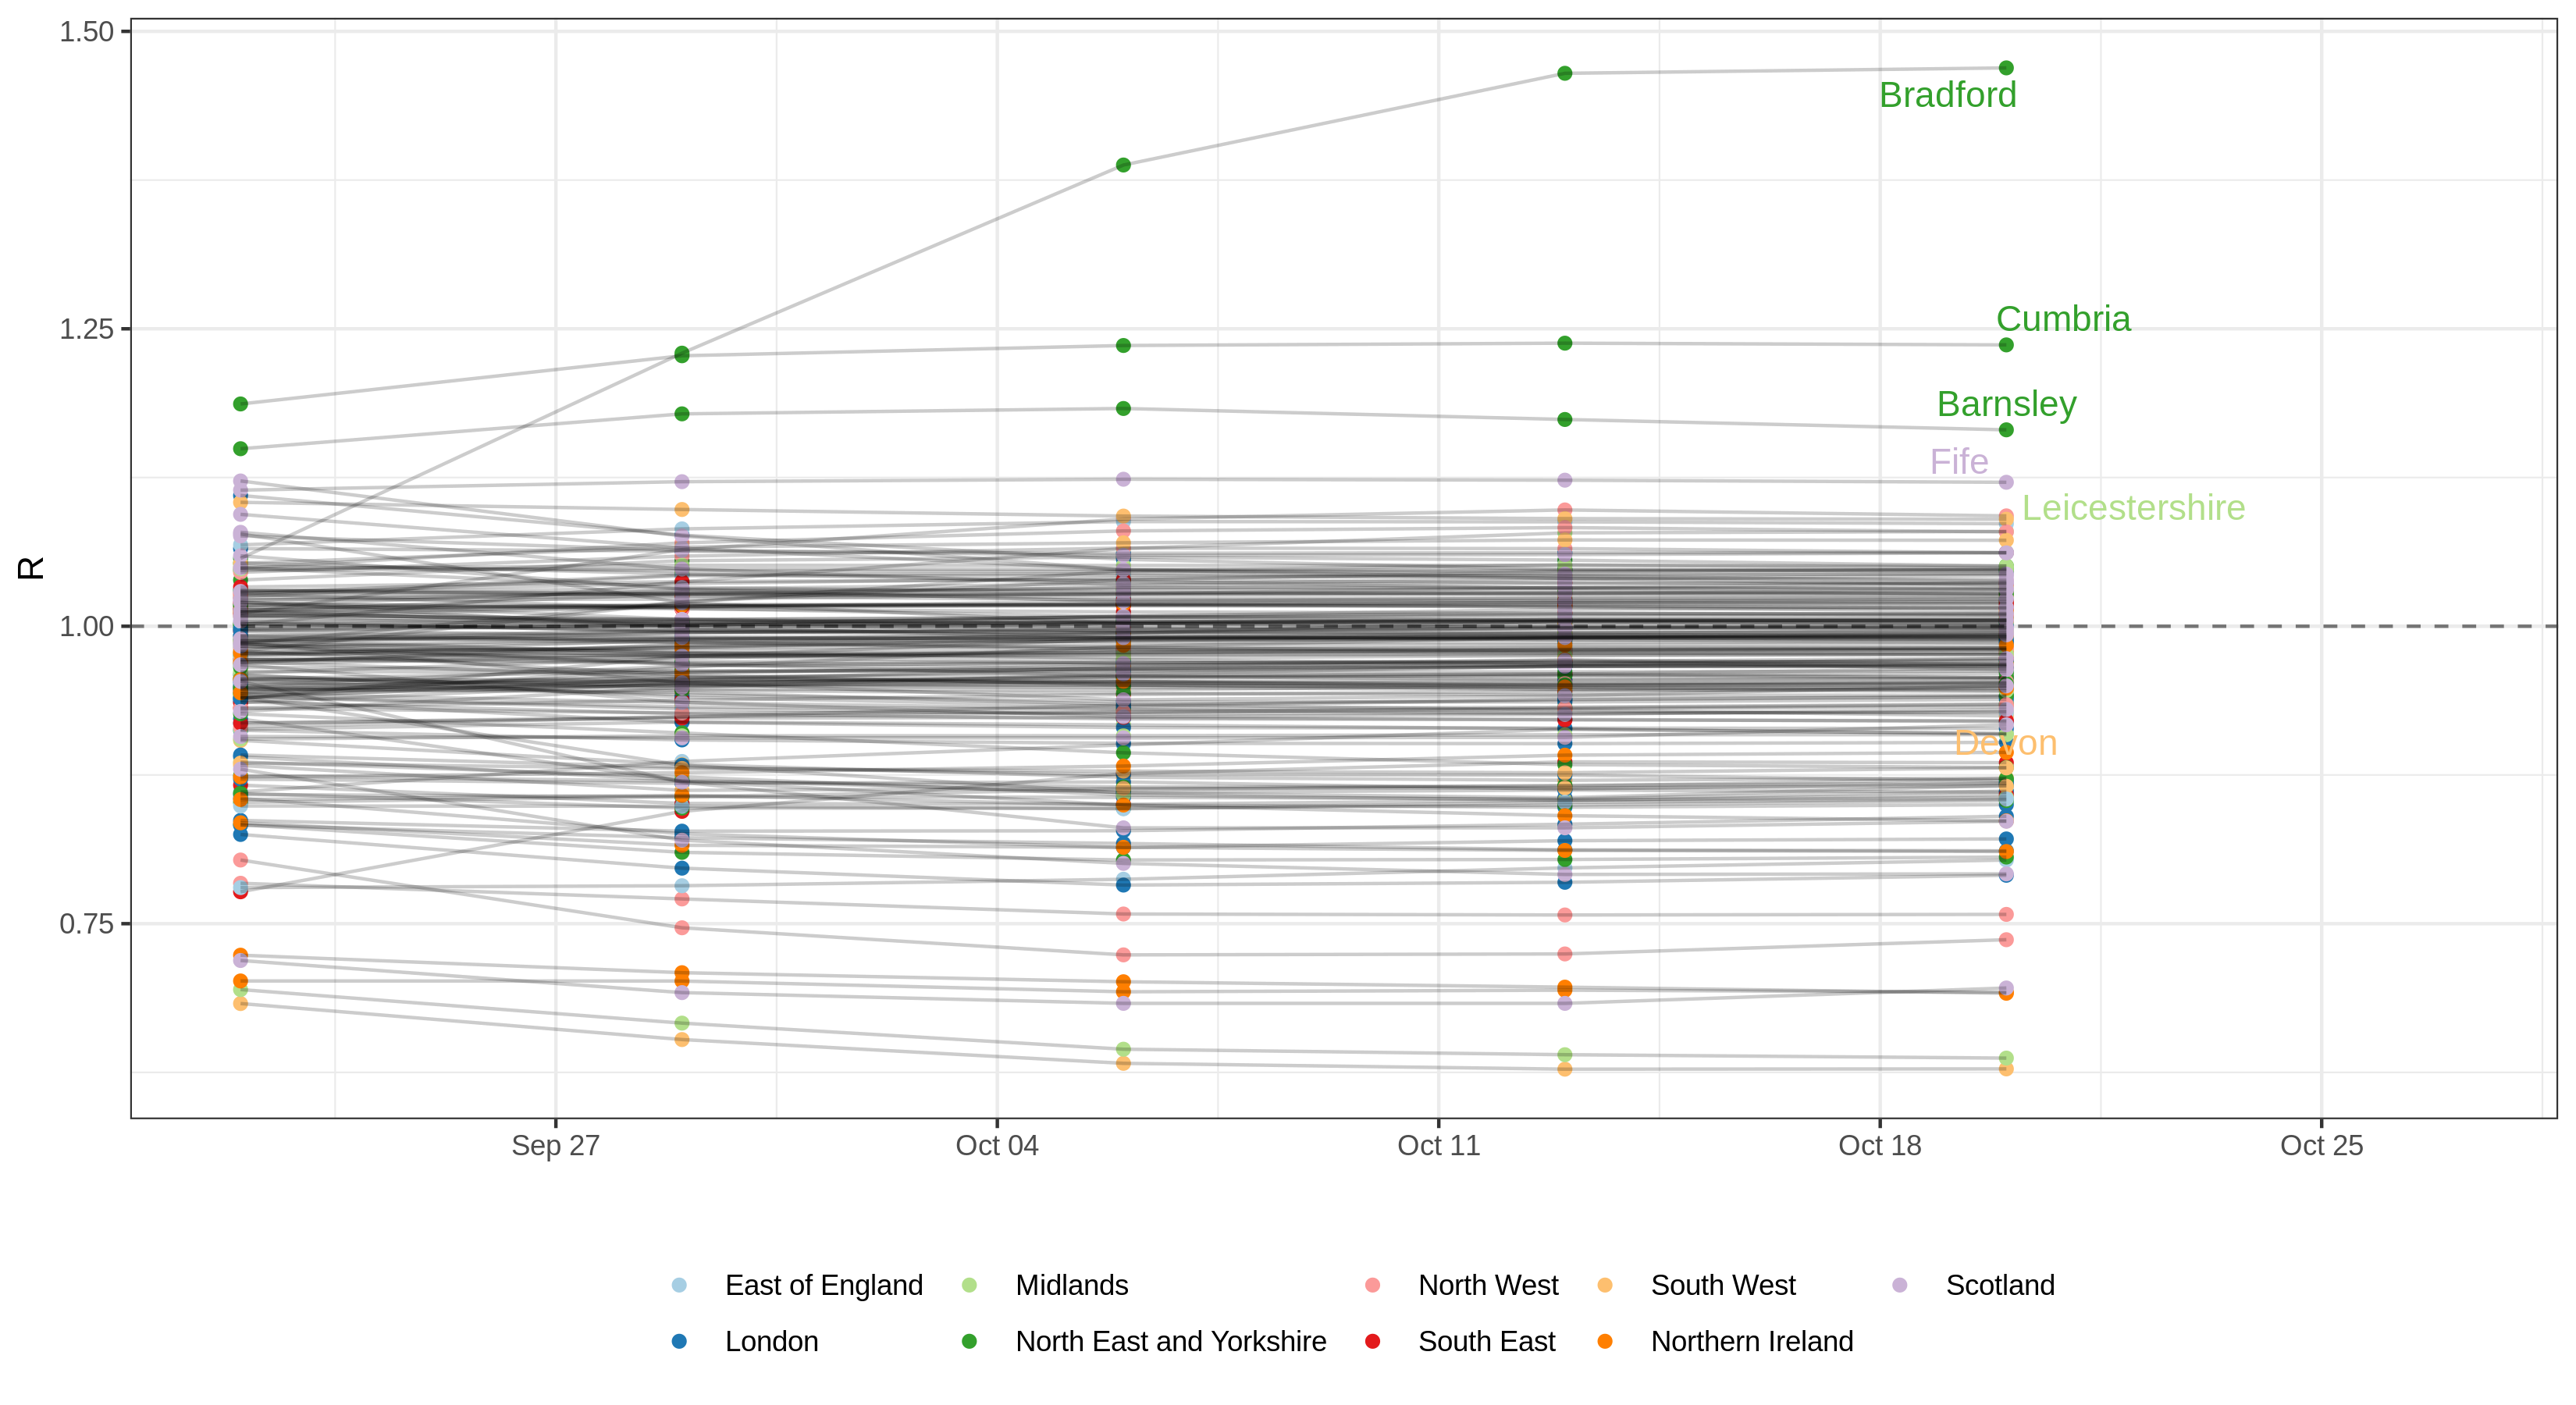 1.50
Bradford
1.25
Cumbria
Barnsley
Fife
Leicestershire
R
1.00
Devon
0.75
Sep 27 Oct 04 Oct 11 Oct 18 Oct 25
East of England Midlands North West South West Scotland
London North East and Yorkshire South East Northern Ireland